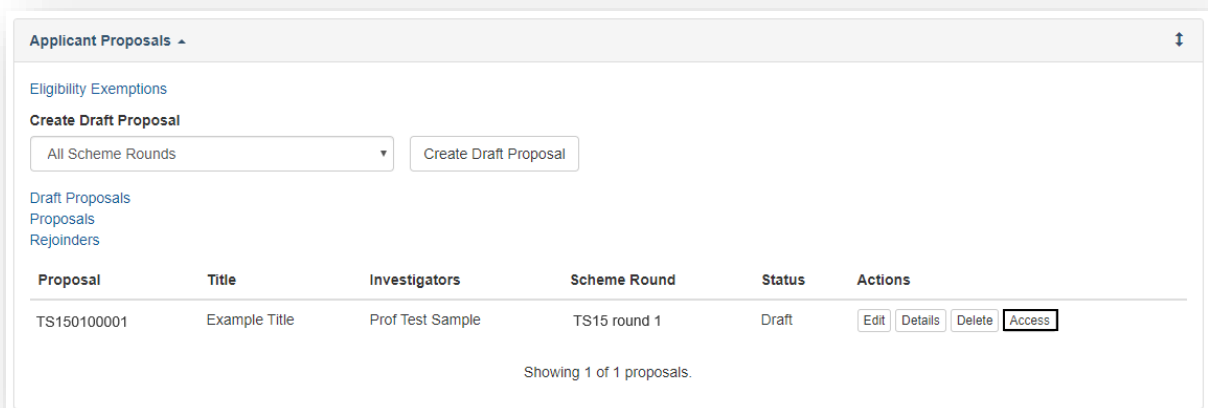 Applicant Proposals
Eligibility Exemptions
Create Draft Proposal
All Scheme Rounds Create Draft Proposal
Draft Proposals
Proposals
Rejoinders
Proposal Title Investigators Scheme Round Status Actions
TS150100001 Example Title Prof Test Sample TS15 round 1 Draft Edit Details Delete Access
Showing 1 of 1 proposals.